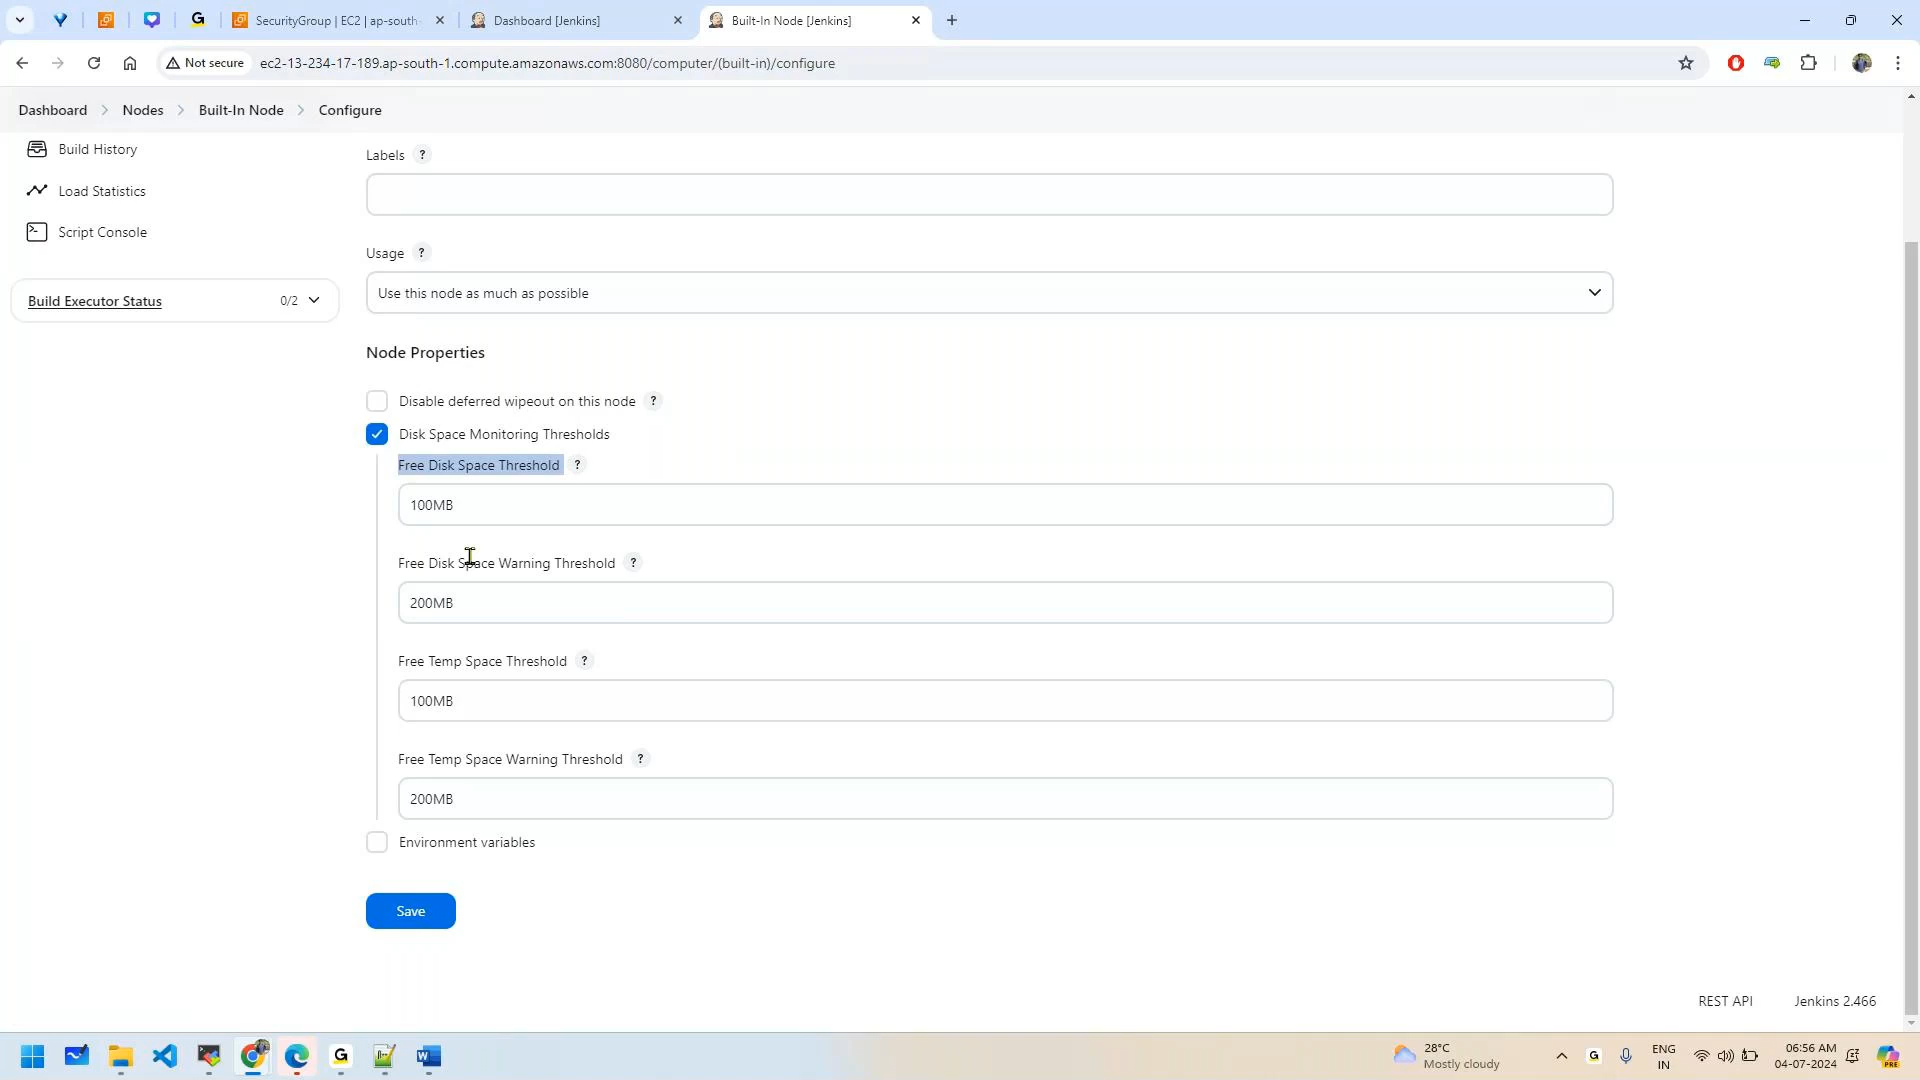 SecurityGroup | EC2 | ap-south-
Dashboard [Jenkins]
Built-In Node [Jenkins]
Not secure
ec2-13-234-17-189.ap-south-1.compute.amazonaws.com:8080/computer/(built-in)/configure
Dashboard
Nodes
Built-In Node
Configure
Build History
Load Statistics
Script Console
Build Executor Status 0/2
Labels ?
Usage ?
Use this node as much as possible
Node Properties
Disable deferred wipeout on this node ?
Disk Space Monitoring Thresholds
Free Disk Space Threshold ?
100MB
Free Disk Space Warning Threshold ?
200MB
Free Temp Space Threshold ?
100MB
Free Temp Space Warning Threshold ?
200MB
Environment variables
Save
REST API
Jenkins 2.466
28°C
Mostly cloudy
ENG
IN
06:56 AM
04-07-2024